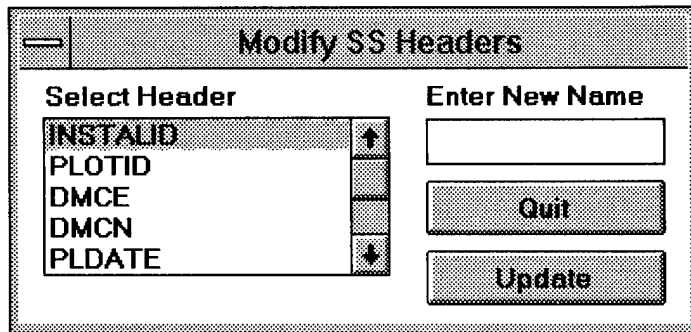 Modify SS Headers
Select Header
INSTALID
PLOTID
DMCE
DMCN
PLDATE
Enter New Name
Quit
Update